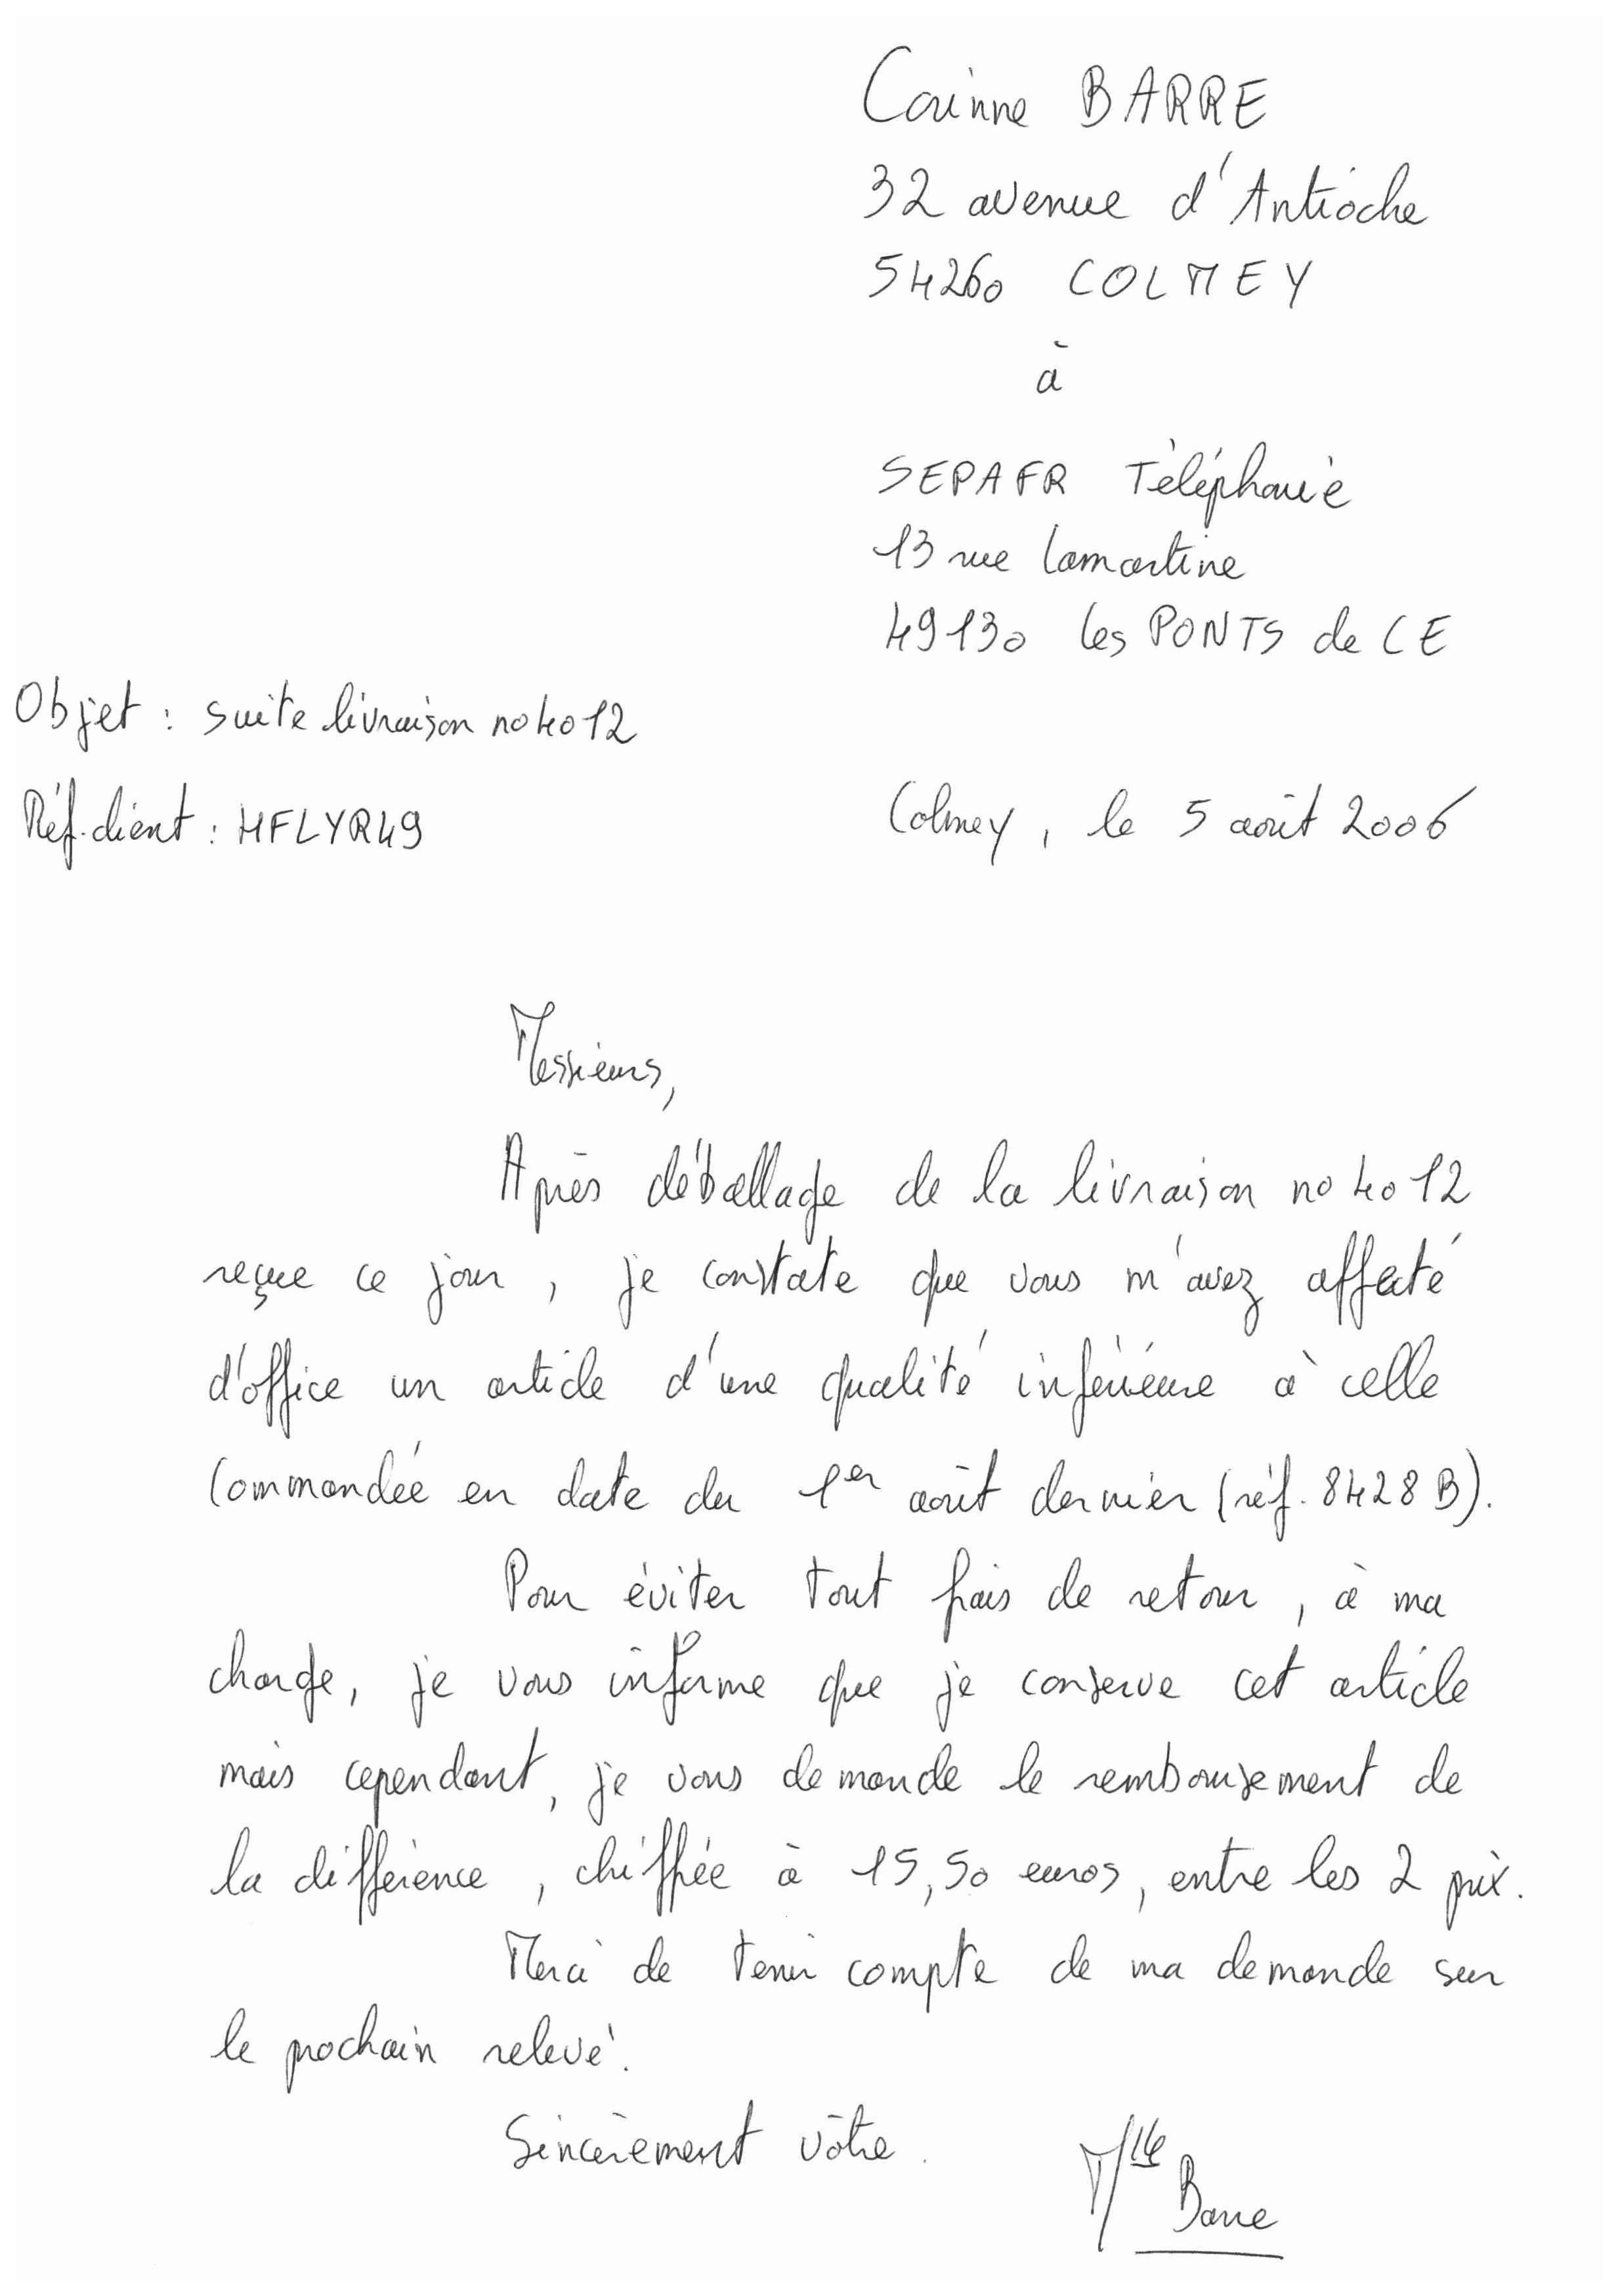 Corinne BARRE
32 avenue d'Antioche
54260 COLMEY
à
SEPAFR Téléphonie
13 rue Lamartine
49130 Les PONTS de CE
Objet : suite livraison no 4012
Réf. client : HFLYR49
Colmey, le 5 août 2006
Messieurs,
Après déballage de la livraison no 4012
reçue ce jour, je constate que vous m'avez affecté
d'office un article d'une qualité inférieure à celle
commandée en date du 1er août dernier (réf. 8428B).
Pour éviter tout frais de retour, à ma
charge, je vous informe que je conserve cet article
mais cependant, je vous demande le remboursement de
la différence, chiffrée à 15,50 euros, entre les 2 prix.
Merci de tenir compte de ma demande sur
le prochain relevé.
Sincèrement vôtre.
Mlle Barre